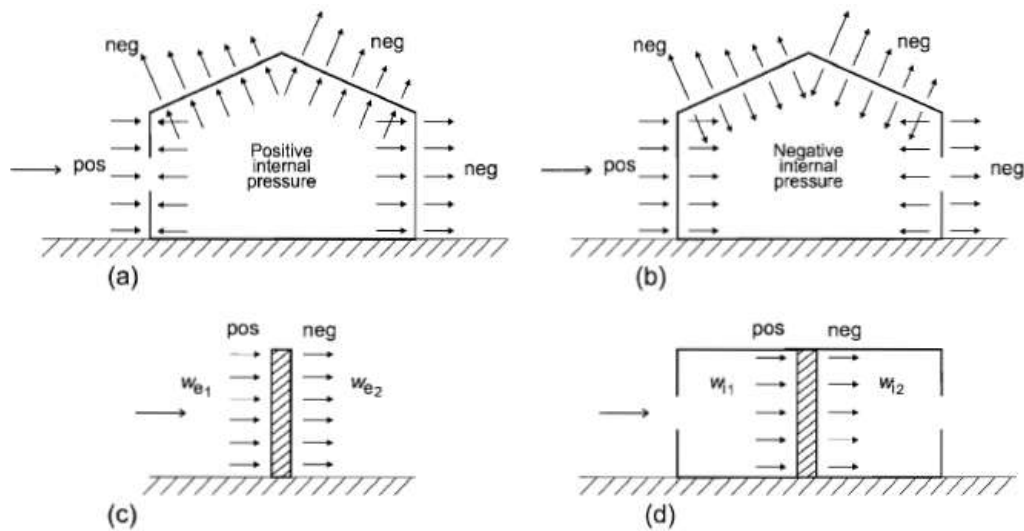 neg
neg
pos
Positive
internal
pressure
neg
(a)
neg
neg
pos
Negative
internal
pressure
neg
(b)
pos
neg
we1
we2
(c)
pos
neg
wi1
wi2
(d)